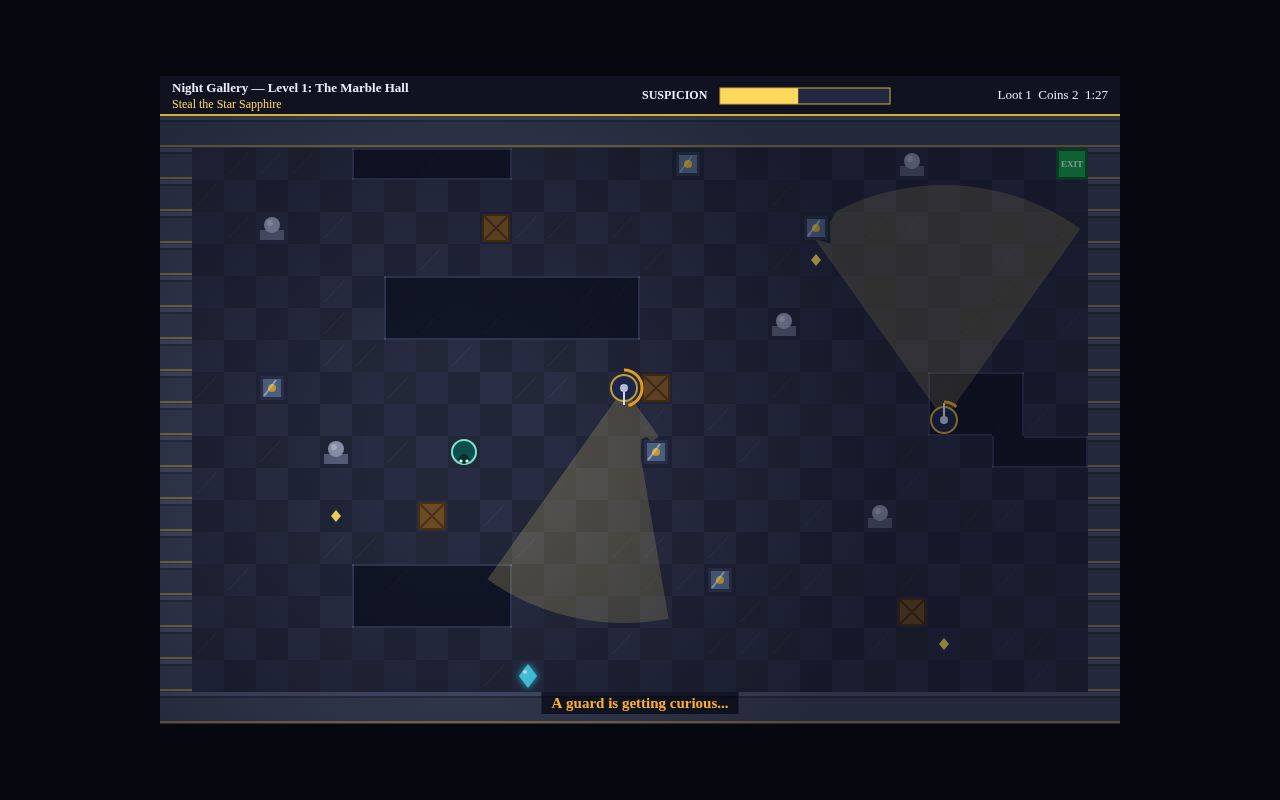 Night Gallery — Level 1: The Marble Hall
Steal the Star Sapphire
SUSPICION
Loot 1 Coins 2 1:27
EXIT
A guard is getting curious...